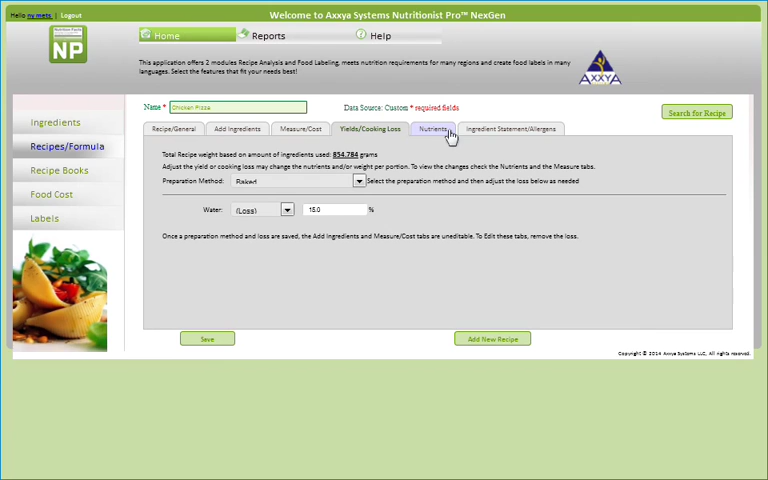 Hello ny mets | Logout
Welcome to Axxya Systems Nutritionist Pro™ NexGen
NP
Home
Reports
Help
This application offers 2 modules Recipe Analysis and Food Labeling, meets nutrition requirements for many regions and create food labels in many
languages. Select the features that fit your needs best!
AXXYA
Name * Chicken Pizza
Data Source: Custom * required fields
Search for Recipe
Ingredients
Recipes/Formula
Recipe Books
Food Cost
Labels
Recipe/General
Add Ingredients
Measure/Cost
Yields/Cooking Loss
Nutrients
Ingredient Statement/Allergens
Total Recipe weight based on amount of ingredients used: 854.784 grams
Adjust the yield or cooking loss may change the nutrients and/or weight per portion. To view the changes check the Nutrients and the Measure tabs.
Preparation Method: Baked Select the preparation method and then adjust the loss below as needed
Water: (Loss) 15.0 %
Once a preparation method and loss are saved, the Add Ingredients and Measure/Cost tabs are uneditable. To Edit these tabs, remove the loss.
Save
Add New Recipe
Copyright © 2014 Axxya Systems LLC, All rights reserved.